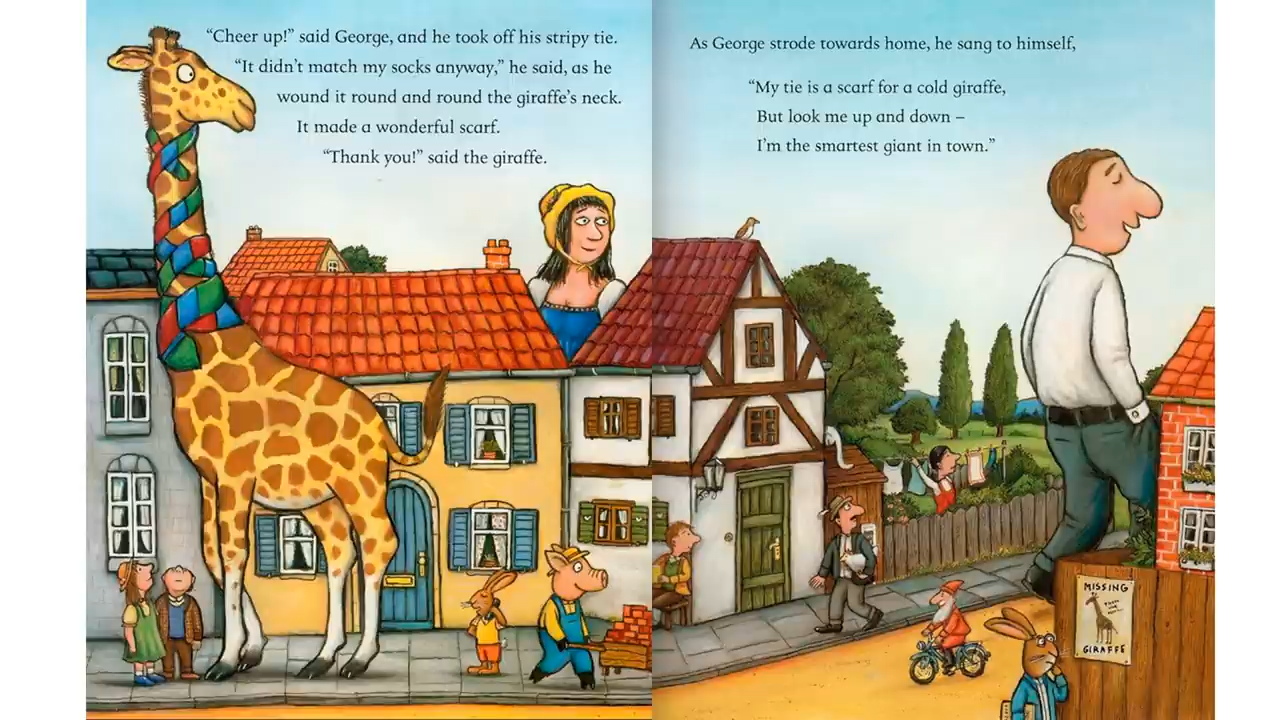 “Cheer up!” said George, and he took off his stripy tie.
“It didn’t match my socks anyway,” he said, as he
wound it round and round the giraffe’s neck.
It made a wonderful scarf.
“Thank you!” said the giraffe.
As George strode towards home, he sang to himself,
“My tie is a scarf for a cold giraffe,
But look me up and down –
I’m the smartest giant in town.”
MISSING
GIRAFFE